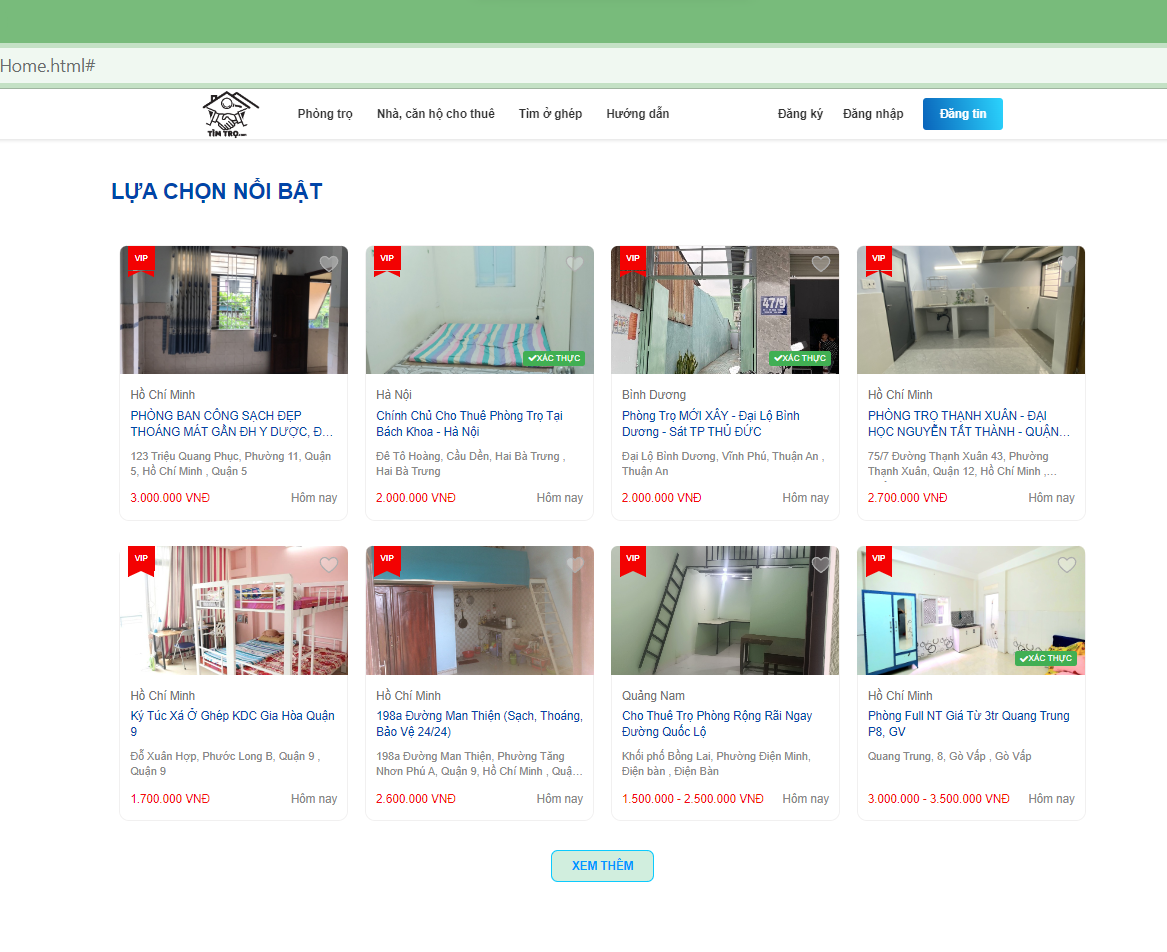 Home.html#
TÌM TRỌ
Phòng trọ Nhà, căn hộ cho thuê Tìm ở ghép Hướng dẫn Đăng ký Đăng nhập Đăng tin
LỰA CHỌN NỔI BẬT
VIP
Hồ Chí Minh
PHÒNG BAN CÔNG SẠCH ĐẸP
THOÁNG MÁT GẦN ĐH Y DƯỢC, Đ…
123 Triệu Quang Phục, Phường 11, Quận
5, Hồ Chí Minh , Quận 5
3.000.000 VNĐ Hôm nay
VIP
XÁC THỰC
Hà Nội
Chính Chủ Cho Thuê Phòng Trọ Tại
Bách Khoa - Hà Nội
Đê Tô Hoàng, Cầu Dền, Hai Bà Trưng ,
Hai Bà Trưng
2.000.000 VNĐ Hôm nay
VIP
47/9
XÁC THỰC
Bình Dương
Phòng Trọ MỚI XÂY - Đại Lộ Bình
Dương - Sát TP THỦ ĐỨC
Đại Lộ Bình Dương, Vĩnh Phú, Thuận An ,
Thuận An
2.000.000 VNĐ Hôm nay
VIP
Hồ Chí Minh
PHÒNG TRỌ THẠNH XUÂN - ĐẠI
HỌC NGUYỄN TẤT THÀNH - QUẬN…
75/7 Đường Thạnh Xuân 43, Phường
Thạnh Xuân, Quận 12, Hồ Chí Minh ,…
2.700.000 VNĐ Hôm nay
VIP
Hồ Chí Minh
Ký Túc Xá Ở Ghép KDC Gia Hòa Quận
9
Đỗ Xuân Hợp, Phước Long B, Quận 9 ,
Quận 9
1.700.000 VNĐ Hôm nay
VIP
Hồ Chí Minh
198a Đường Man Thiện (Sạch, Thoáng,
Bảo Vệ 24/24)
198a Đường Man Thiện, Phường Tăng
Nhơn Phú A, Quận 9, Hồ Chí Minh , Quậ…
2.600.000 VNĐ Hôm nay
VIP
Quảng Nam
Cho Thuê Trọ Phòng Rộng Rãi Ngay
Đường Quốc Lộ
Khối phố Bồng Lai, Phường Điện Minh,
Điện bàn , Điện Bàn
1.500.000 - 2.500.000 VNĐ Hôm nay
VIP
XÁC THỰC
Hồ Chí Minh
Phòng Full NT Giá Từ 3tr Quang Trung
P8, GV
Quang Trung, 8, Gò Vấp , Gò Vấp
3.000.000 - 3.500.000 VNĐ Hôm nay
XEM THÊM